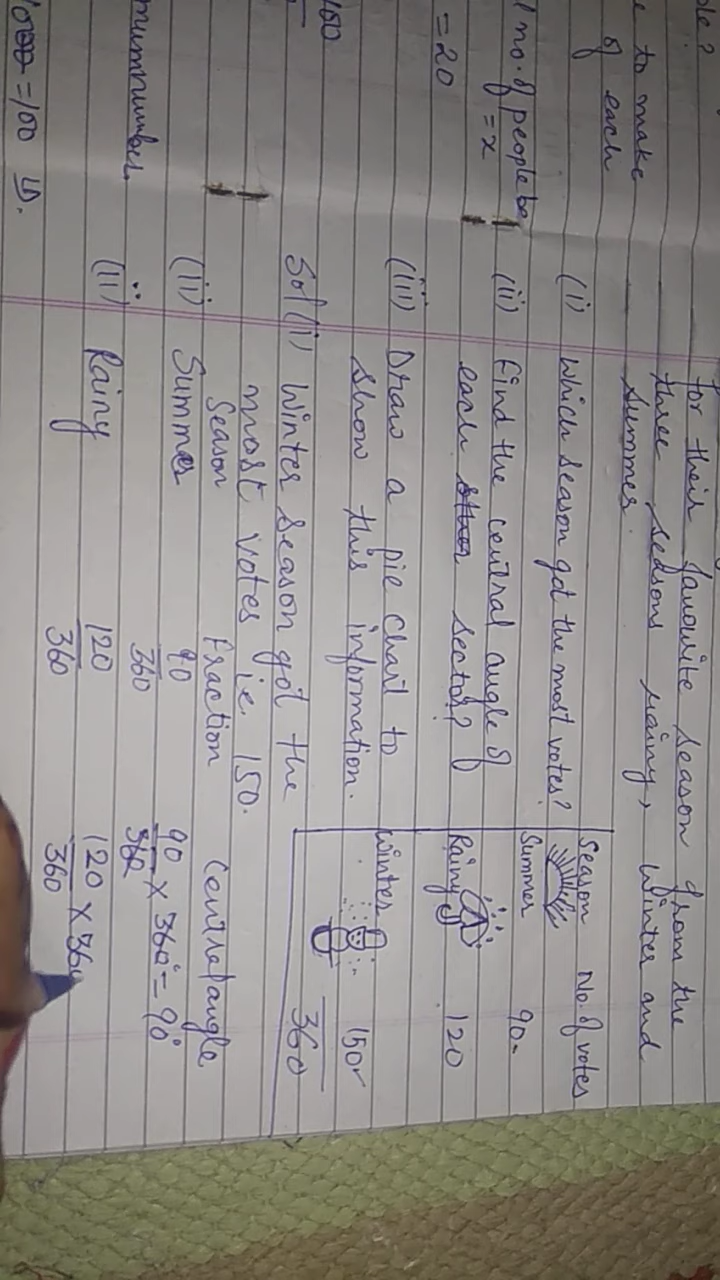 ple?
e to make
of each
l no. of people be
= x
= 20
100
number.
= 100 Ls.
for their favourite season from the
three seasons rainy, winter and
summer.
(i) Which season got the most votes?
(ii) Find the central angle of
each sector?
(iii) Draw a pie chart to
show this information.
Season No. of votes
Summer 90
Rainy 120
Winter 150
360
Sol (i) Winter season got the
most votes i.e. 150.
Season Fraction Central angle
(ii) Summer 90/360 90/360 × 360° = 90°
(ii) Rainy 120/360 120/360 × 360